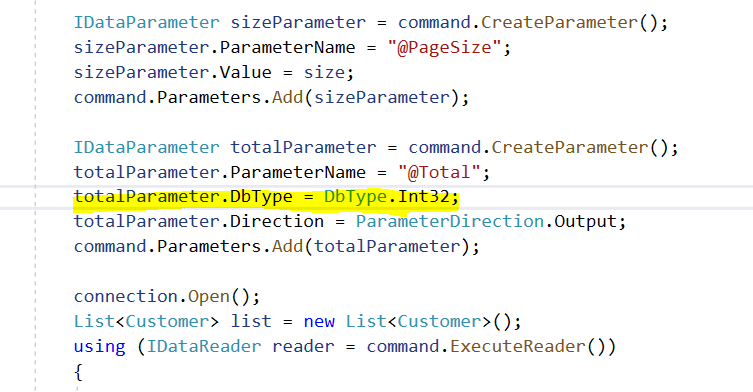 IDataParameter sizeParameter = command.CreateParameter();
sizeParameter.ParameterName = "@PageSize";
sizeParameter.Value = size;
command.Parameters.Add(sizeParameter);
IDataParameter totalParameter = command.CreateParameter();
totalParameter.ParameterName = "@Total";
totalParameter.DbType = DbType.Int32;
totalParameter.Direction = ParameterDirection.Output;
command.Parameters.Add(totalParameter);
connection.Open();
List<Customer> list = new List<Customer>();
using (IDataReader reader = command.ExecuteReader())
{